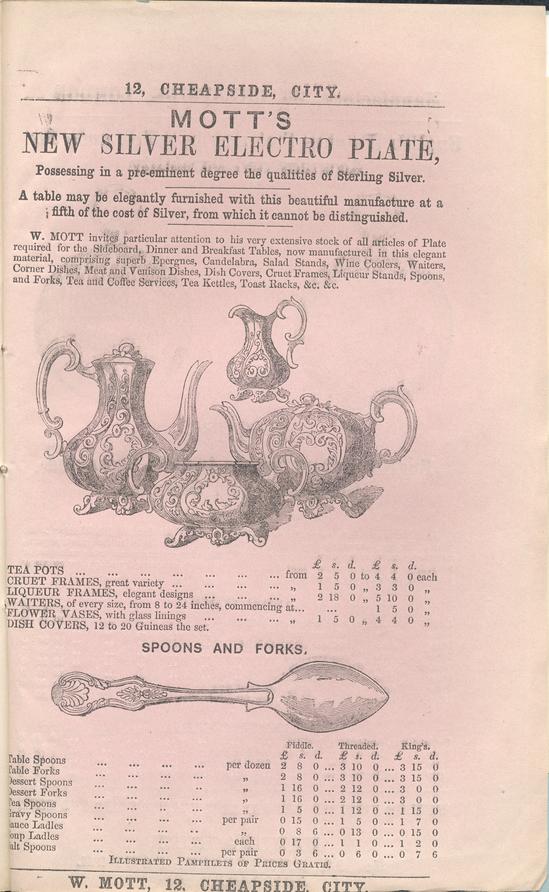 12, CHEAPSIDE, CITY.
MOTT'S
NEW SILVER ELECTRO PLATE,
Possessing in a pre-eminent degree the qualities of Sterling Silver.
A table may be elegantly furnished with this beautiful manufacture at a
fifth of the cost of Silver, from which it cannot be distinguished.
W. MOTT invites particular attention to his very extensive stock of all articles of Plate
required for the Sideboard, Dinner and Breakfast Tables, now manufactured in this elegant
material, comprising superb Epergnes, Candelabra, Salad Stands, Wine Coolers, Waiters,
Corner Dishes, Meat and Venison Dishes, Dish Covers, Cruet Frames, Liqueur Stands, Spoons,
and Forks, Tea and Coffee Services, Tea Kettles, Toast Racks, &c. &c.
£ s. d. £ s. d.
TEA POTS ... ... ... ... ... ... from 2 5 0 to 4 4 0 each
CRUET FRAMES, great variety ... ... ... ... „ 1 5 0 „ 3 3 0 „
LIQUEUR FRAMES, elegant designs ... ... ... „ 2 18 0 „ 5 10 0 „
WAITERS, of every size, from 8 to 24 inches, commencing at... ... 1 5 0 „
FLOWER VASES, with glass linings ... ... ... „ 1 5 0 „ 4 4 0 „
DISH COVERS, 12 to 20 Guineas the set.
SPOONS AND FORKS.
Fiddle. Threaded. King's.
£ s. d. £ s. d. £ s. d.
Table Spoons ... ... ... ... per dozen 2 8 0 ... 3 10 0 ... 3 15 0
Table Forks ... ... ... ... „ 2 8 0 ... 3 10 0 ... 3 15 0
Dessert Spoons ... ... ... ... „ 1 16 0 ... 2 12 0 ... 3 0 0
Dessert Forks ... ... ... ... „ 1 16 0 ... 2 12 0 ... 3 0 0
Tea Spoons ... ... ... ... „ 1 5 0 ... 1 12 0 ... 1 15 0
Gravy Spoons ... ... ... ... per pair 0 15 0 ... 1 5 0 ... 1 7 0
Sauce Ladles ... ... ... ... „ 0 8 6 ... 0 13 0 ... 0 15 0
Soup Ladles ... ... ... ... each 0 17 0 ... 1 1 0 ... 1 2 0
Salt Spoons ... ... ... ... per pair 0 3 6 ... 0 6 0 ... 0 7 6
ILLUSTRATED PAMPHLETS OF PRICES GRATIS.
W. MOTT, 12, CHEAPSIDE, CITY.